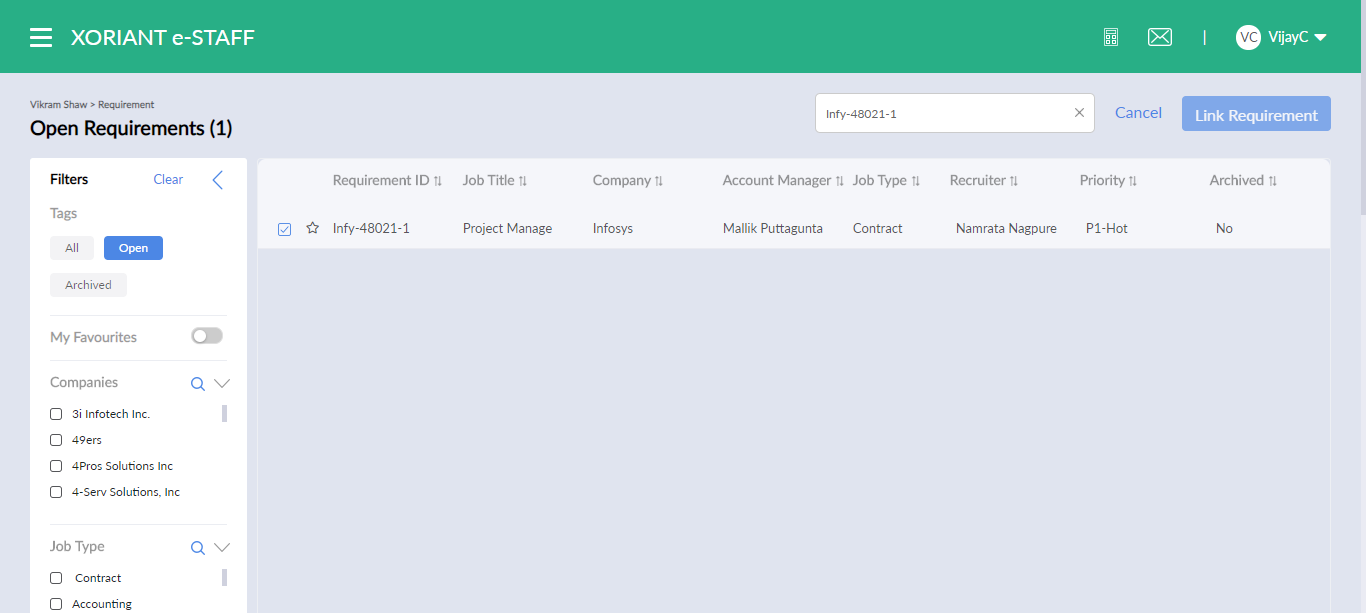 XORIANT e-STAFF
VC VijayC
Vikram Shaw > Requirement
Open Requirements (1)
Infy-48021-1
Cancel
Link Requirement
Filters Clear
Tags
All Open
Archived
My Favourites
Companies
3i Infotech Inc.
49ers
4Pros Solutions Inc
4-Serv Solutions, Inc
Job Type
Contract
Accounting
Requirement ID Job Title Company Account Manager Job Type Recruiter Priority Archived
Infy-48021-1 Project Manage Infosys Mallik Puttagunta Contract Namrata Nagpure P1-Hot No